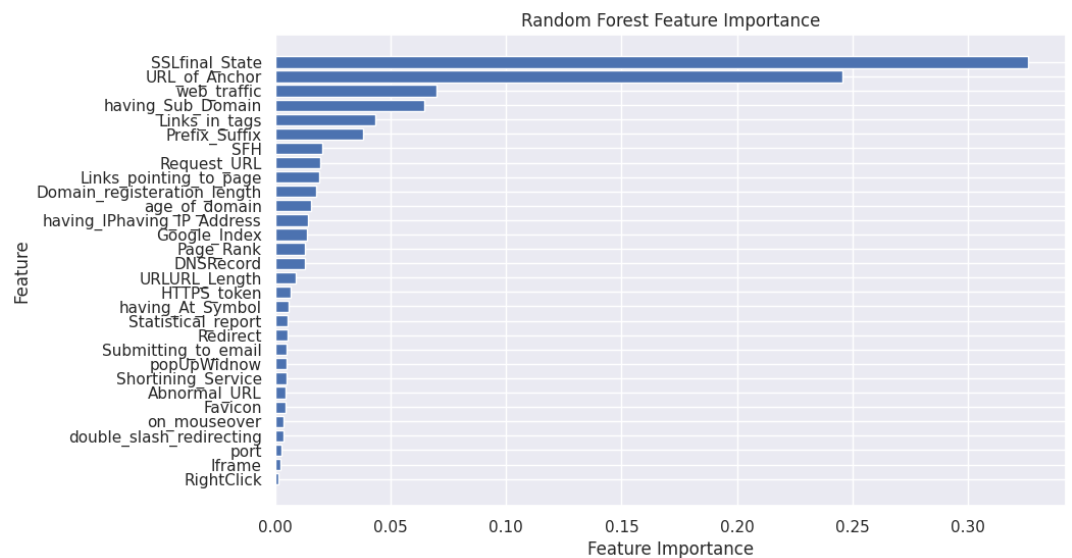 Random Forest Feature Importance
SSLfinal_State
URL_of_Anchor
web_traffic
having_Sub_Domain
Links_in_tags
Prefix_Suffix
SFH
Request_URL
Links_pointing_to_page
Domain_registeration_length
age_of_domain
having_IPhaving_IP_Address
Google_Index
Page_Rank
DNSRecord
URLURL_Length
HTTPS_token
having_At_Symbol
Statistical_report
Redirect
Submitting_to_email
popUpWidnow
Shortining_Service
Abnormal_URL
Favicon
on_mouseover
double_slash_redirecting
port
Iframe
RightClick
Feature
0.00 0.05 0.10 0.15 0.20 0.25 0.30
Feature Importance